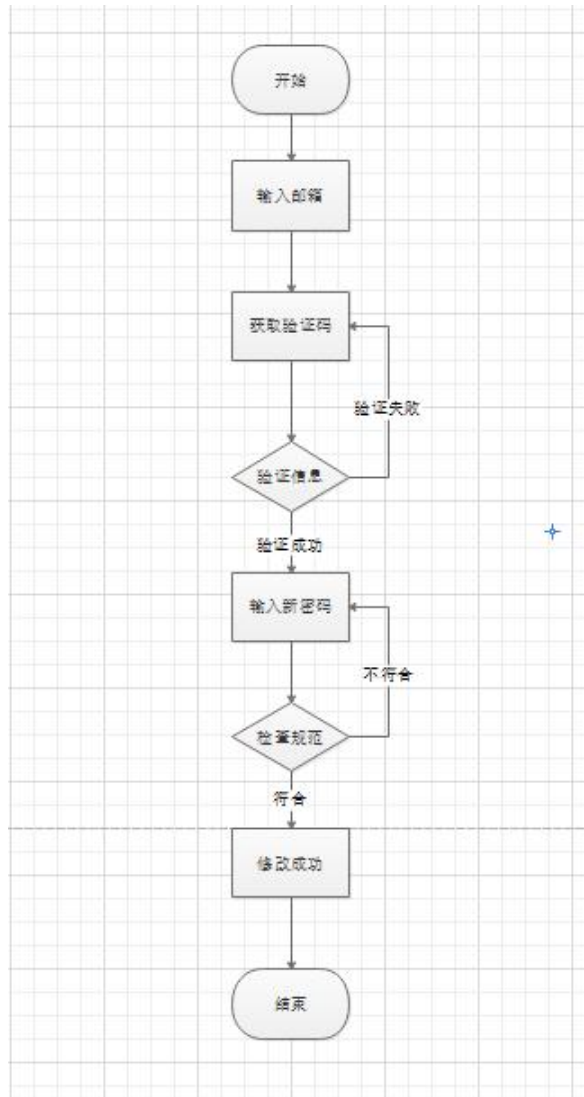 开始
输入邮箱
获取验证码
验证失败
验证信息
验证成功
输入新密码
不符合
检查规范
符合
修改成功
结束